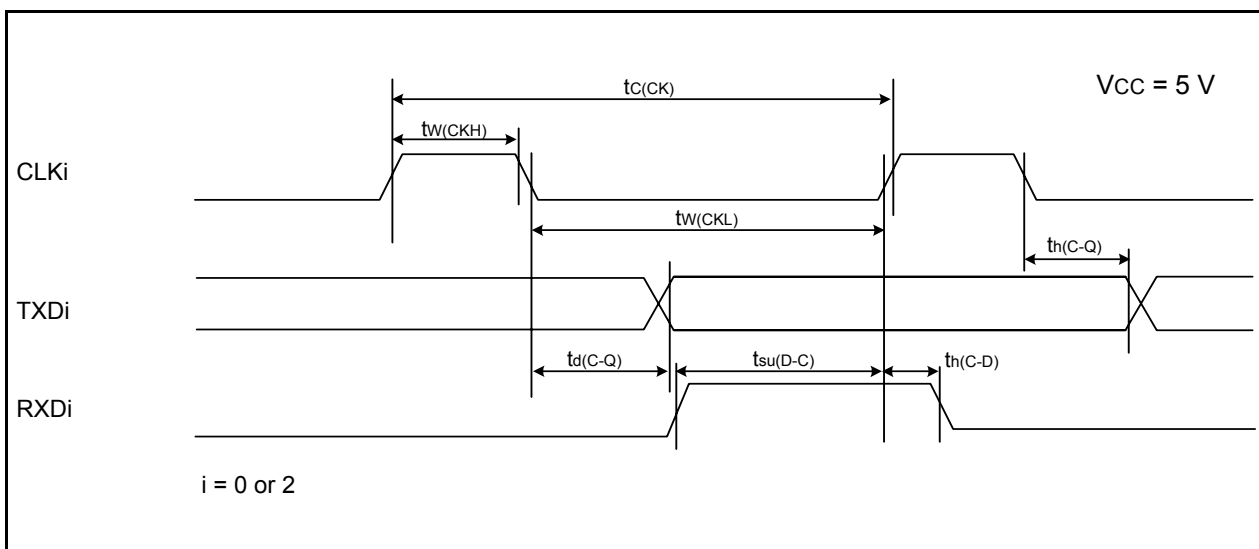 tC(CK)
VCC = 5 V
tW(CKH)
CLKi
tW(CKL)
th(C-Q)
TXDi
td(C-Q)
tsu(D-C)
th(C-D)
RXDi
i = 0 or 2